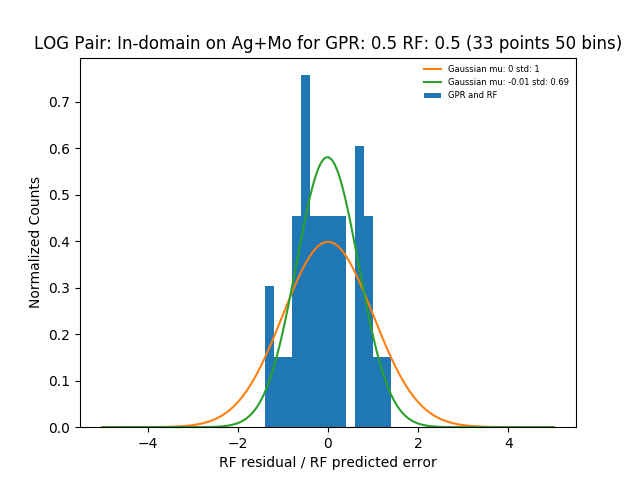 LOG Pair: In-domain on Ag+Mo for GPR: 0.5 RF: 0.5 (33 points 50 bins)
Gaussian mu: 0 std: 1
Gaussian mu: -0.01 std: 0.69
GPR and RF
Normalized Counts
0.7
0.6
0.5
0.4
0.3
0.2
0.1
0.0
−4 −2 0 2 4
RF residual / RF predicted error